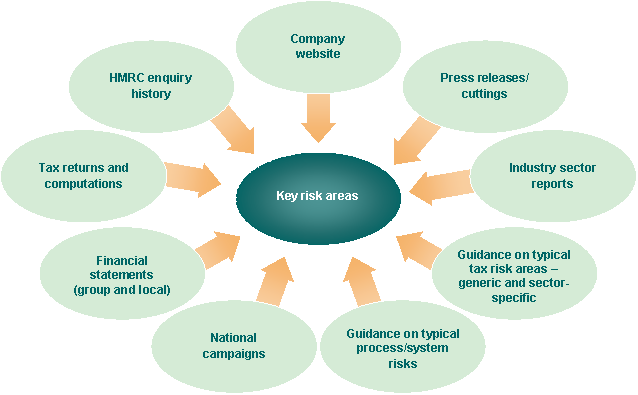 Company
website
HMRC enquiry
history
Press releases/
cuttings
Tax returns and
computations
Key risk areas
Industry sector
reports
Financial
statements
(group and local)
Guidance on typical
tax risk areas –
generic and sector-
specific
National
campaigns
Guidance on typical
process/system
risks